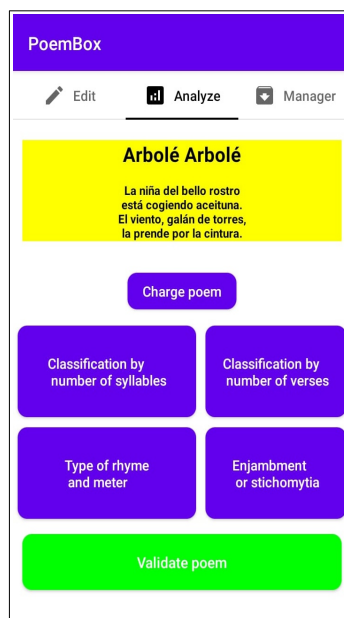 PoemBox
Edit Analyze Manager
Arbolé Arbolé
La niña del bello rostro
está cogiendo aceituna.
El viento, galán de torres,
la prende por la cintura.
Charge poem
Classification by
number of syllables
Classification by
number of verses
Type of rhyme
and meter
Enjambment
or stichomytia
Validate poem